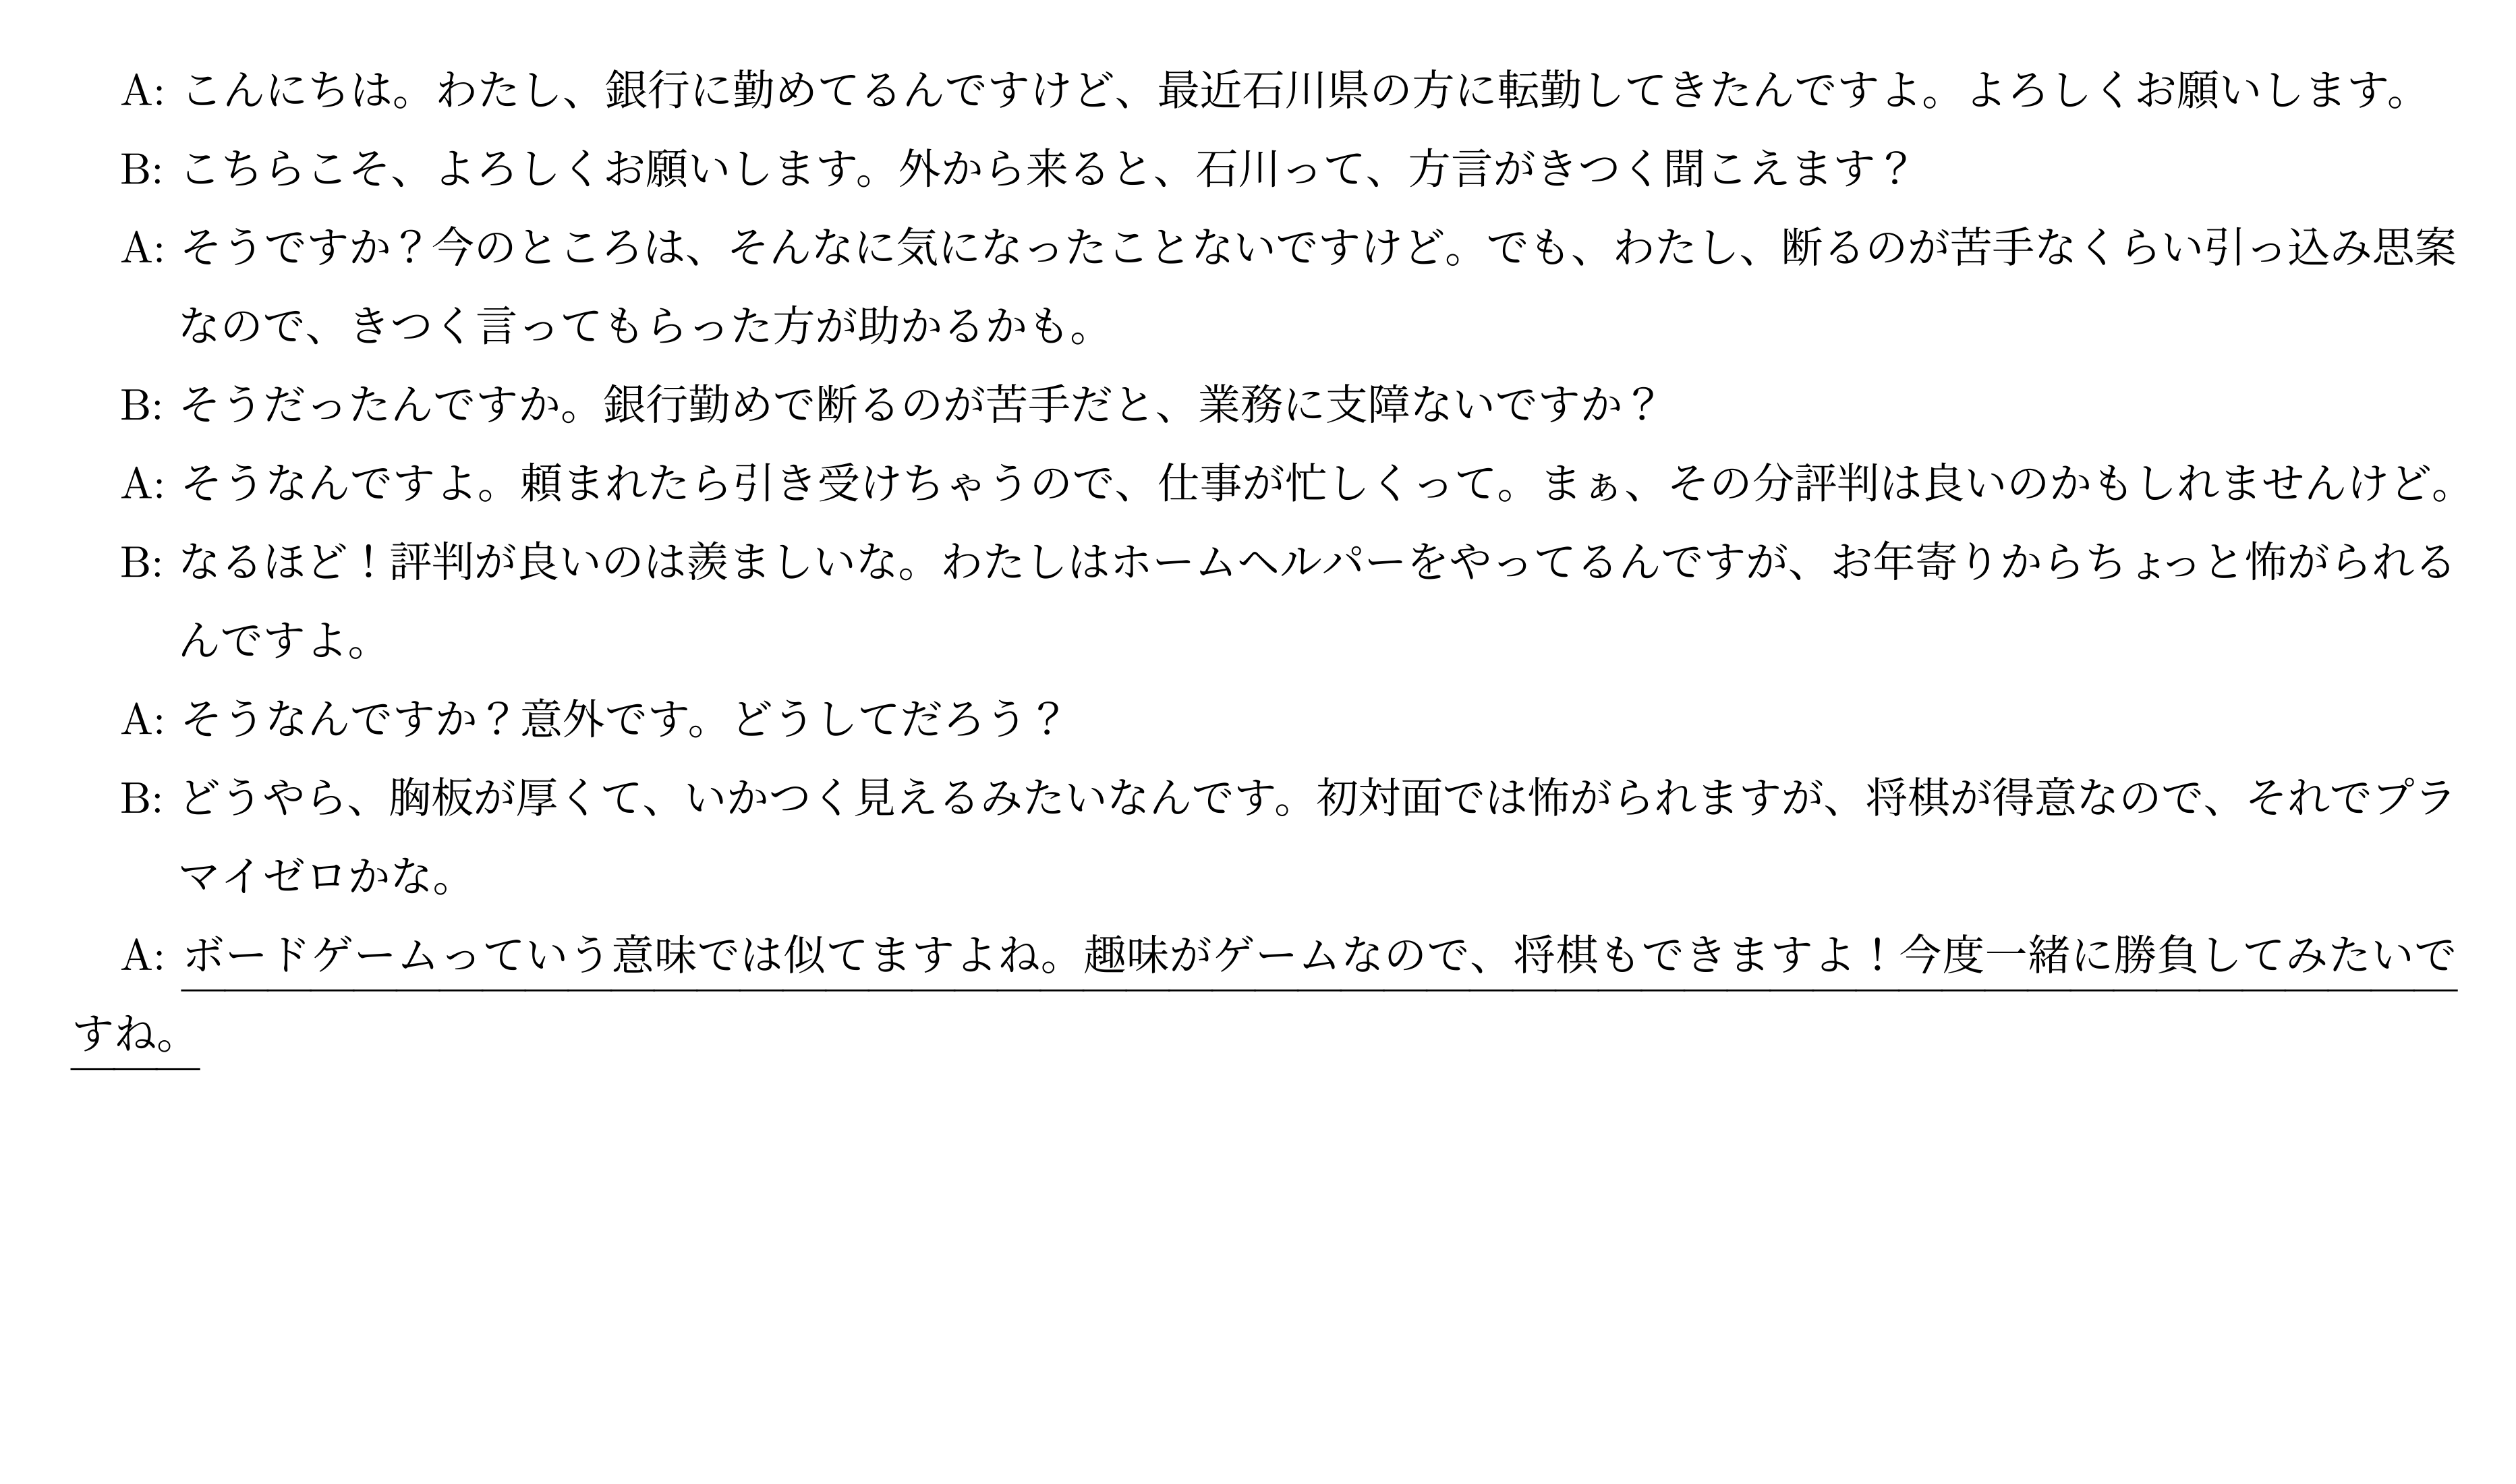 A: こんにちは。わたし、銀行に勤めてるんですけど、最近石川県の方に転勤してきたんですよ。よろしくお願いします。
B: こちらこそ、よろしくお願いします。外から来ると、石川って、方言がきつく聞こえます？
A: そうですか？今のところは、そんなに気になったことないですけど。でも、わたし、断るのが苦手なくらい引っ込み思案
なので、きつく言ってもらった方が助かるかも。
B: そうだったんですか。銀行勤めで断るのが苦手だと、業務に支障ないですか？
A: そうなんですよ。頼まれたら引き受けちゃうので、仕事が忙しくって。まぁ、その分評判は良いのかもしれませんけど。
B: なるほど！評判が良いのは羨ましいな。わたしはホームヘルパーをやってるんですが、お年寄りからちょっと怖がられる
んですよ。
A: そうなんですか？意外です。どうしてだろう？
B: どうやら、胸板が厚くて、いかつく見えるみたいなんです。初対面では怖がられますが、将棋が得意なので、それでプラ
マイゼロかな。
A: ボードゲームっていう意味では似てますよね。趣味がゲームなので、将棋もできますよ！今度一緒に勝負してみたいで
すね。